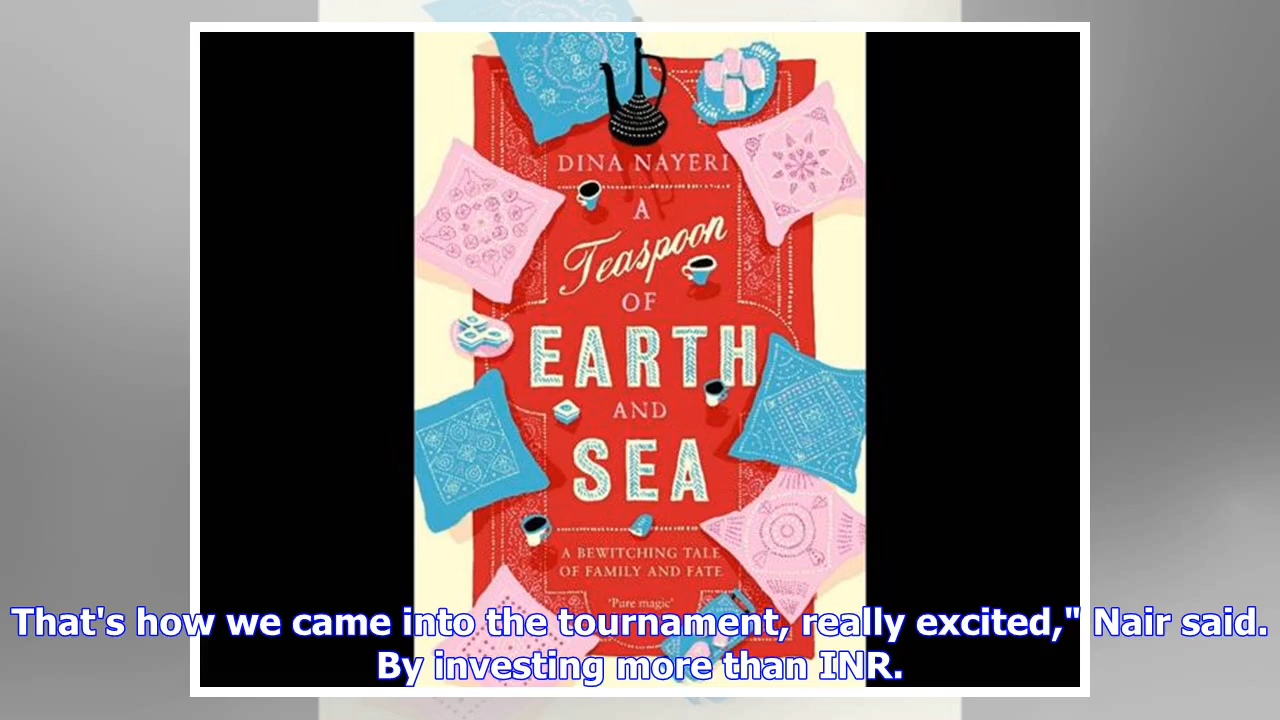 DINA NAYERI
A
Teaspoon
OF
EARTH
AND
SEA
A BEWITCHING TALE
OF FAMILY AND FATE
'Pure magic'
That's how we came into the tournament, really excited," Nair said.
By investing more than INR.